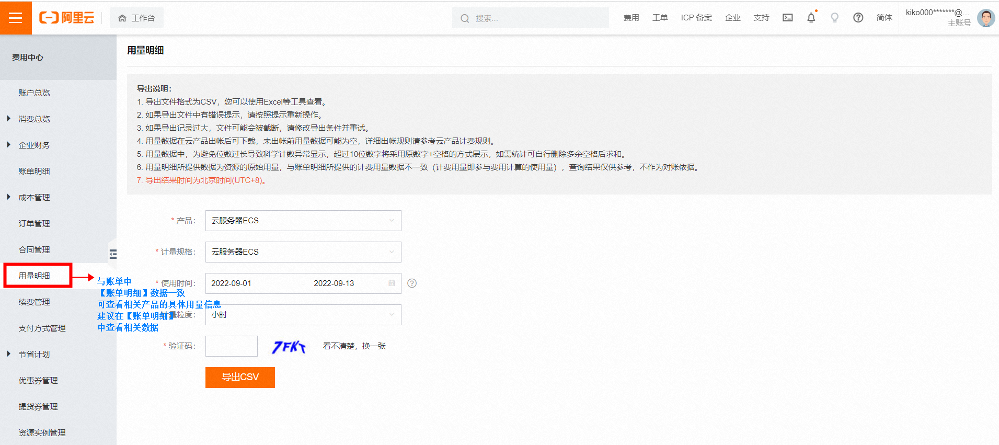 阿里云
工作台
搜索...
费用
工单
ICP 备案
企业
支持
简体
kiko000*******@...
主账号
费用中心
账户总览
消费总览
企业财务
账单明细
成本管理
订单管理
合同管理
用量明细
续费管理
支付方式管理
节省计划
优惠券管理
提货券管理
资源实例管理
与账单中
【账单明细】数据一致
可查看相关产品的具体用量信息
建议在【账单明细】
中查看相关数据
用量明细
导出说明：
1. 导出文件格式为CSV，您可以使用Excel等工具查看。
2. 如果导出文件中有错误提示，请按照提示重新操作。
3. 如果导出记录过大，文件可能会被截断，请修改导出条件并重试。
4. 用量数据在云产品出帐后可下载，未出帐前用量数据可能为空，详细出帐规则请参考云产品计费规则。
5. 用量数据中，为避免位数过长导致科学计数异常显示，超过10位数字将采用原数字+空格的方式展示，如需统计可自行删除多余空格后求和。
6. 用量明细所提供数据为资源的原始用量，与账单明细所提供的计费用量数据不一致（计费用量即参与费用计算的使用量），查询结果仅供参考，不作为对账依据。
7. 导出结果时间为北京时间(UTC+8)。
* 产品： 云服务器ECS
* 计量规格： 云服务器ECS
* 使用时间： 2022-09-01 - 2022-09-13
量粒度： 小时
* 验证码： 7FKT 看不清楚，换一张
导出CSV